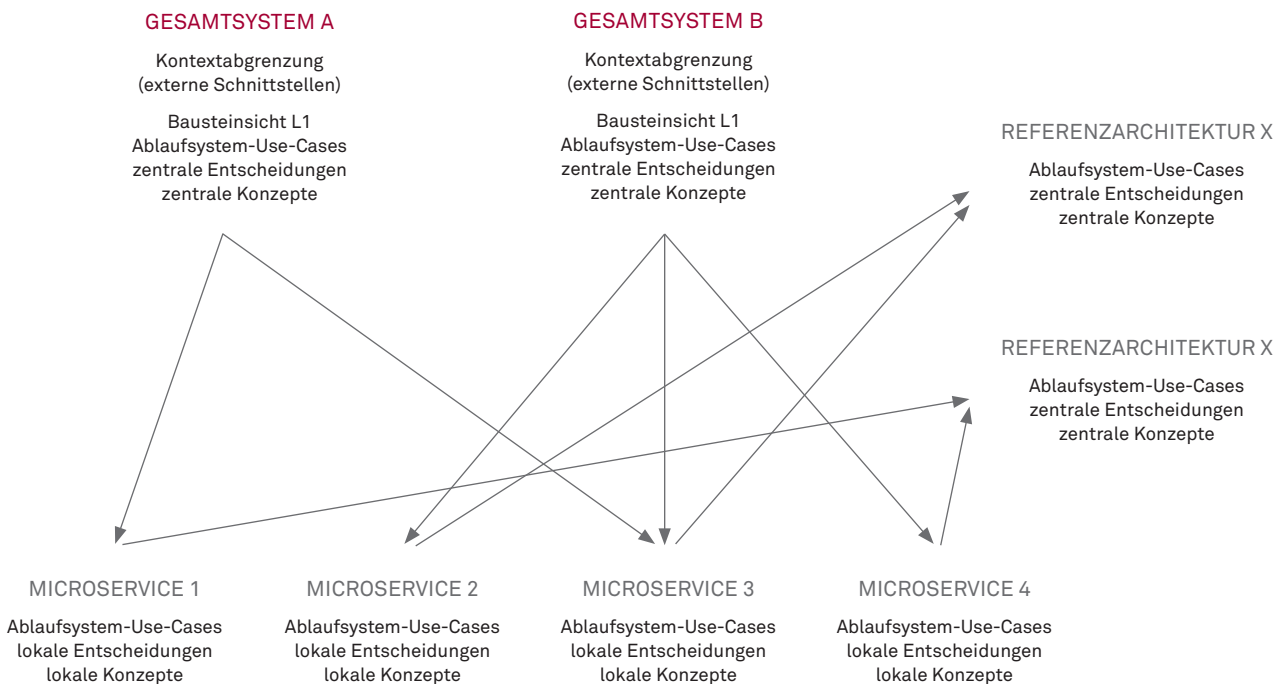 GESAMTSYSTEM A
Kontextabgrenzung
(externe Schnittstellen)
Bausteinsicht L1
Ablaufsystem-Use-Cases
zentrale Entscheidungen
zentrale Konzepte
GESAMTSYSTEM B
Kontextabgrenzung
(externe Schnittstellen)
Bausteinsicht L1
Ablaufsystem-Use-Cases
zentrale Entscheidungen
zentrale Konzepte
REFERENZARCHITEKTUR X
Ablaufsystem-Use-Cases
zentrale Entscheidungen
zentrale Konzepte
REFERENZARCHITEKTUR X
Ablaufsystem-Use-Cases
zentrale Entscheidungen
zentrale Konzepte
MICROSERVICE 1
Ablaufsystem-Use-Cases
lokale Entscheidungen
lokale Konzepte
MICROSERVICE 2
Ablaufsystem-Use-Cases
lokale Entscheidungen
lokale Konzepte
MICROSERVICE 3
Ablaufsystem-Use-Cases
lokale Entscheidungen
lokale Konzepte
MICROSERVICE 4
Ablaufsystem-Use-Cases
lokale Entscheidungen
lokale Konzepte